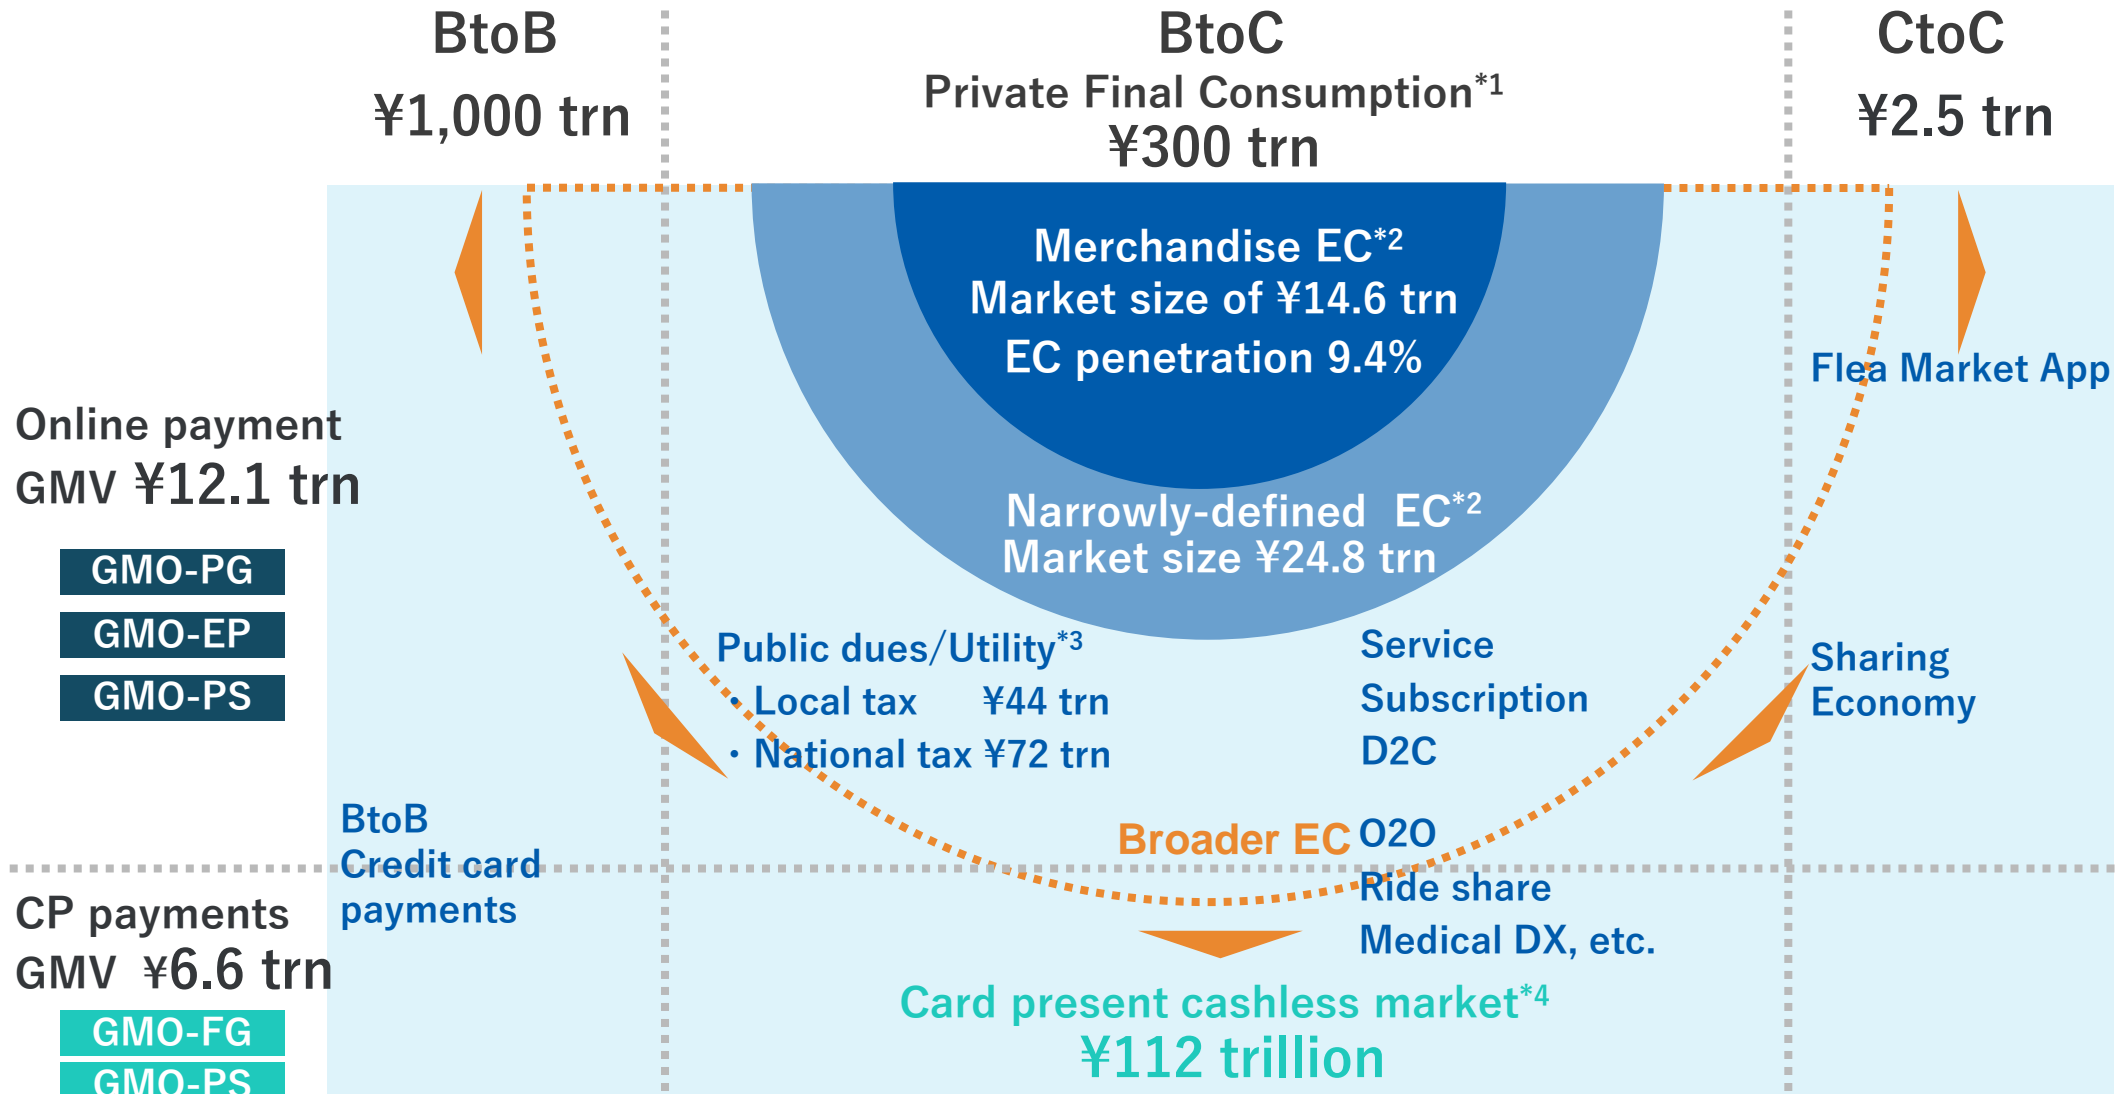 BtoB
¥1,000 trn
BtoC
Private Final Consumption*1
¥300 trn
CtoC
¥2.5 trn
Merchandise EC*2
Market size of ¥14.6 trn
EC penetration 9.4%
Narrowly-defined EC*2
Market size ¥24.8 trn
Flea Market App
Online payment
GMV ¥12.1 trn
GMO-PG
GMO-EP
GMO-PS
Public dues/Utility*3
・Local tax ¥44 trn
・National tax ¥72 trn
Service
Subscription
D2C
Sharing
Economy
BtoB
Credit card
payments
Broader EC
O2O
Ride share
Medical DX, etc.
CP payments
GMV ¥6.6 trn
GMO-FG
GMO-PS
Card present cashless market*4
¥112 trillion